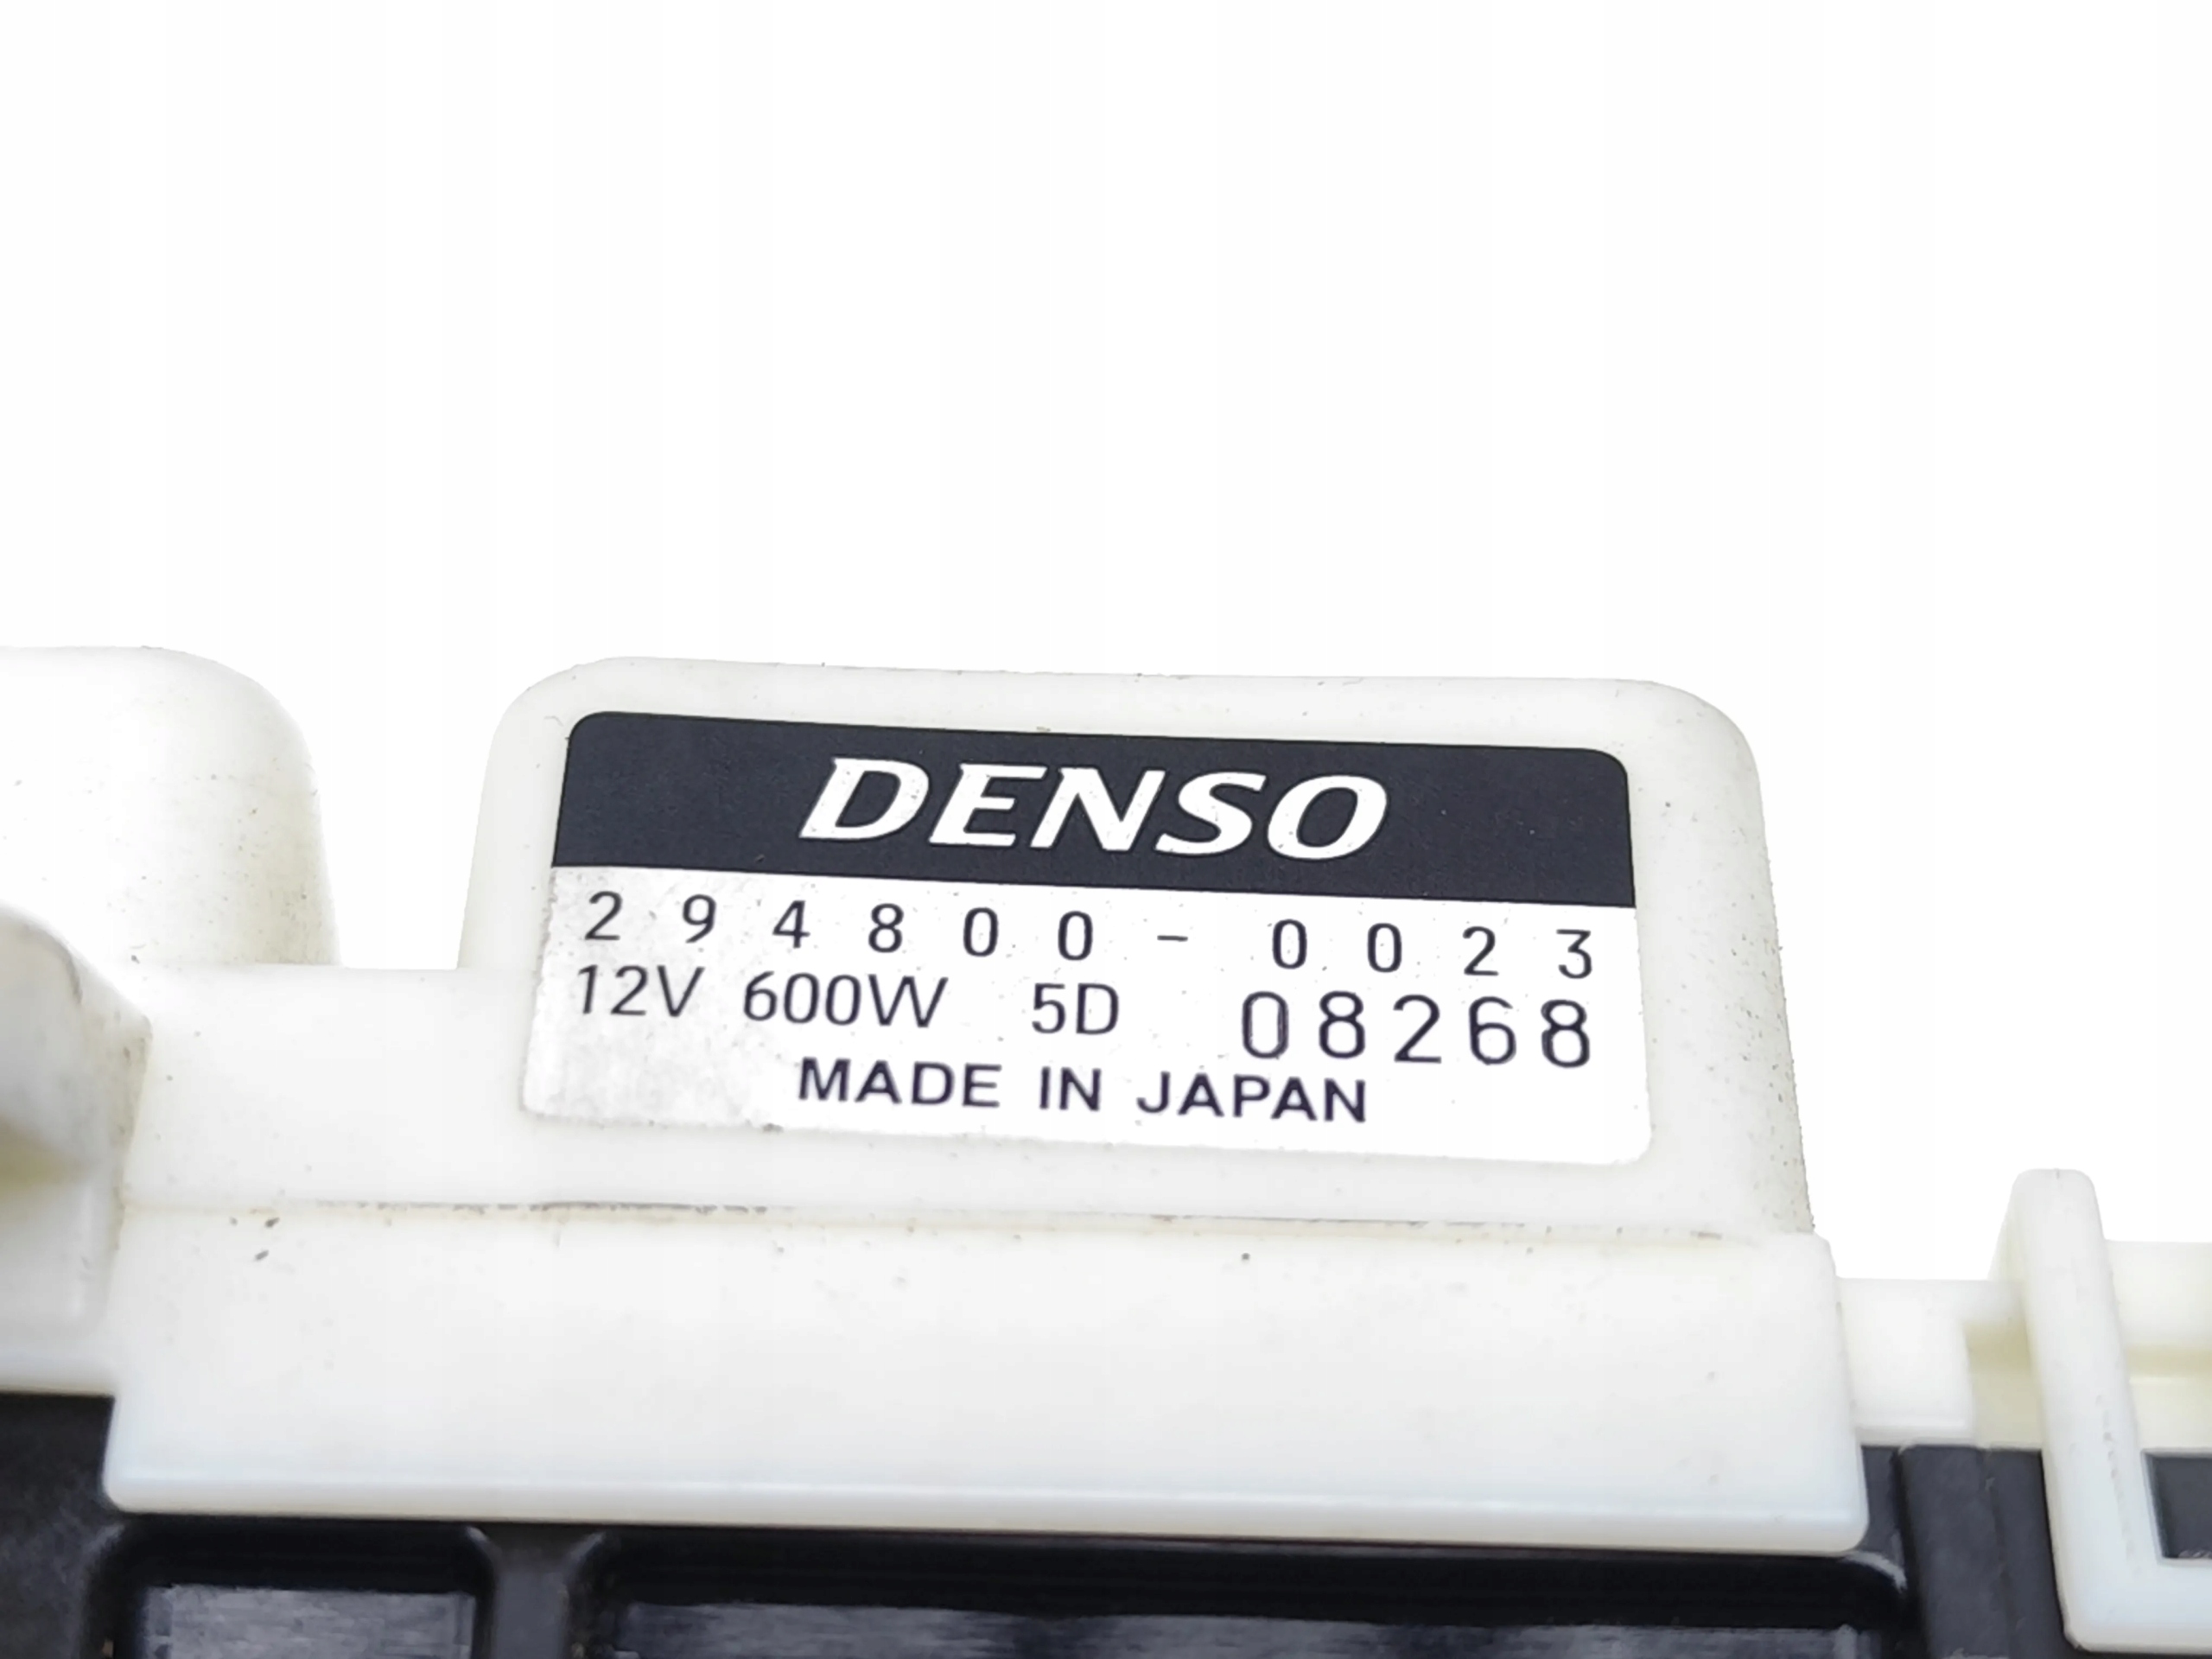 DENSO
294800-0023
12V 600W 5D 08268
MADE IN JAPAN